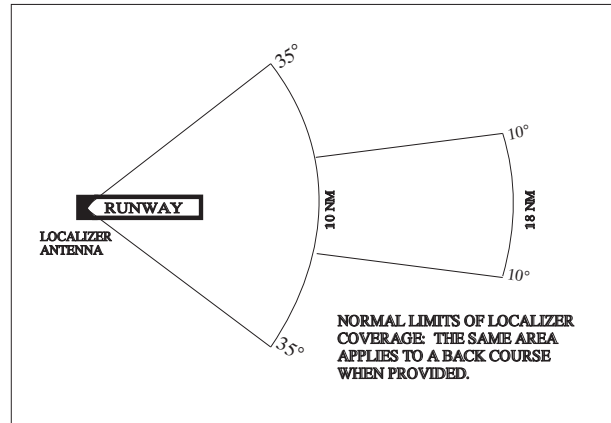 35°
10°
RUNWAY
10 NM
18 NM
LOCALIZER
ANTENNA
10°
35°
NORMAL LIMITS OF LOCALIZER
COVERAGE: THE SAME AREA
APPLIES TO A BACK COURSE
WHEN PROVIDED.